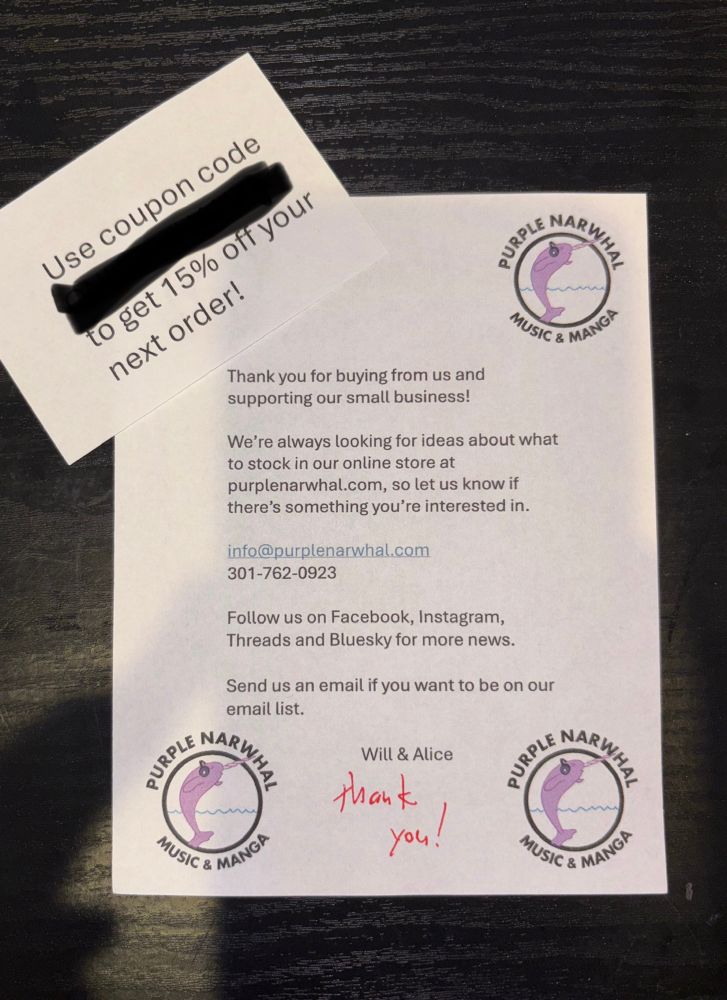 Use coupon code
to get 15% off your
next order!
PURPLE NARWHAL
MUSIC & MANGA
Thank you for buying from us and
supporting our small business!
We’re always looking for ideas about what
to stock in our online store at
purplenarwhal.com, so let us know if
there’s something you’re interested in.
info@purplenarwhal.com
301-762-0923
Follow us on Facebook, Instagram,
Threads and Bluesky for more news.
Send us an email if you want to be on our
email list.
Will & Alice
thank
you!
PURPLE NARWHAL
MUSIC & MANGA
PURPLE NARWHAL
MUSIC & MANGA